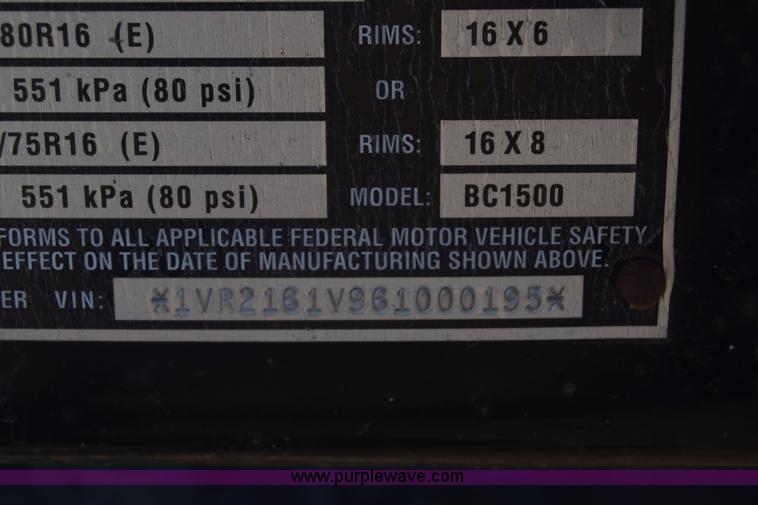 80R16 (E) RIMS: 16 X 6
551 kPa (80 psi) OR
/75R16 (E) RIMS: 16 X 8
551 kPa (80 psi) MODEL: BC1500
FORMS TO ALL APPLICABLE FEDERAL MOTOR VEHICLE SAFETY
EFFECT ON THE DATE OF MANUFACTURING SHOWN ABOVE.
ER VIN: *1VR2161V961000195*
www.purplewave.com